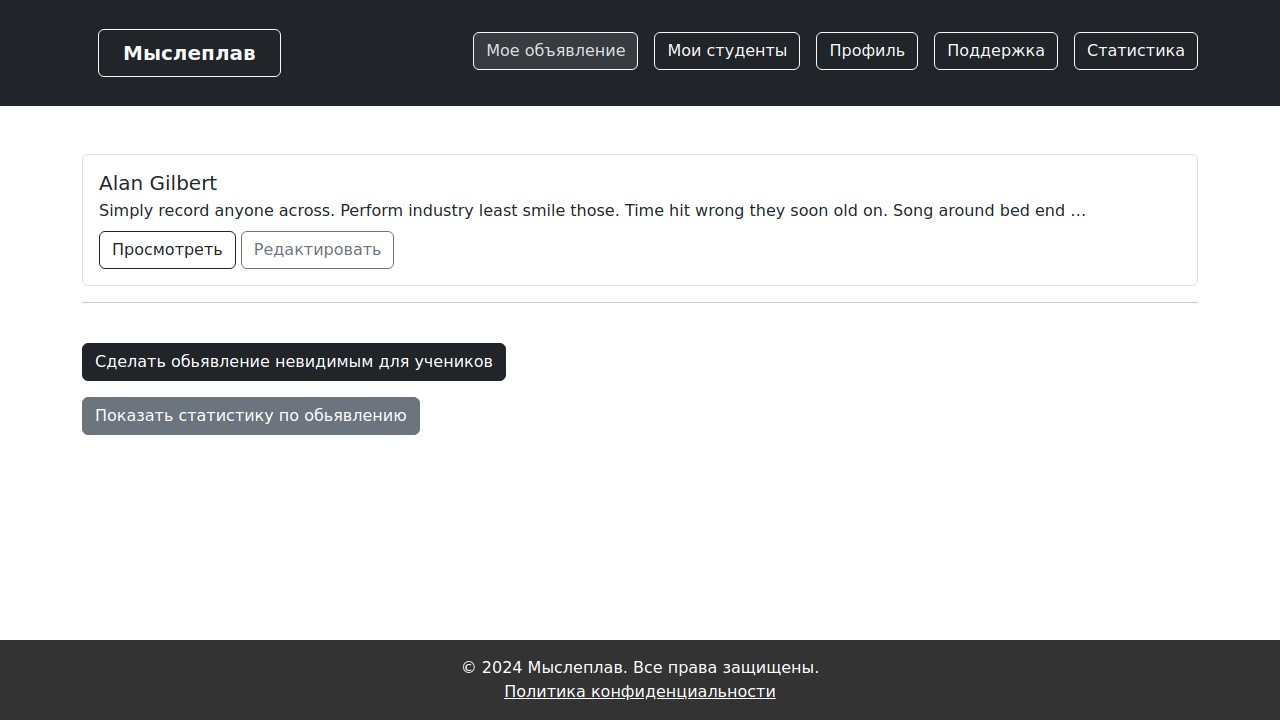 Мыслеплав
Мое объявление
Мои студенты
Профиль
Поддержка
Статистика
Alan Gilbert
Simply record anyone across. Perform industry least smile those. Time hit wrong they soon old on. Song around bed end …
Просмотреть
Редактировать
Сделать обьявление невидимым для учеников
Показать статистику по обьявлению
© 2024 Мыслеплав. Все права защищены.
Политика конфиденциальности